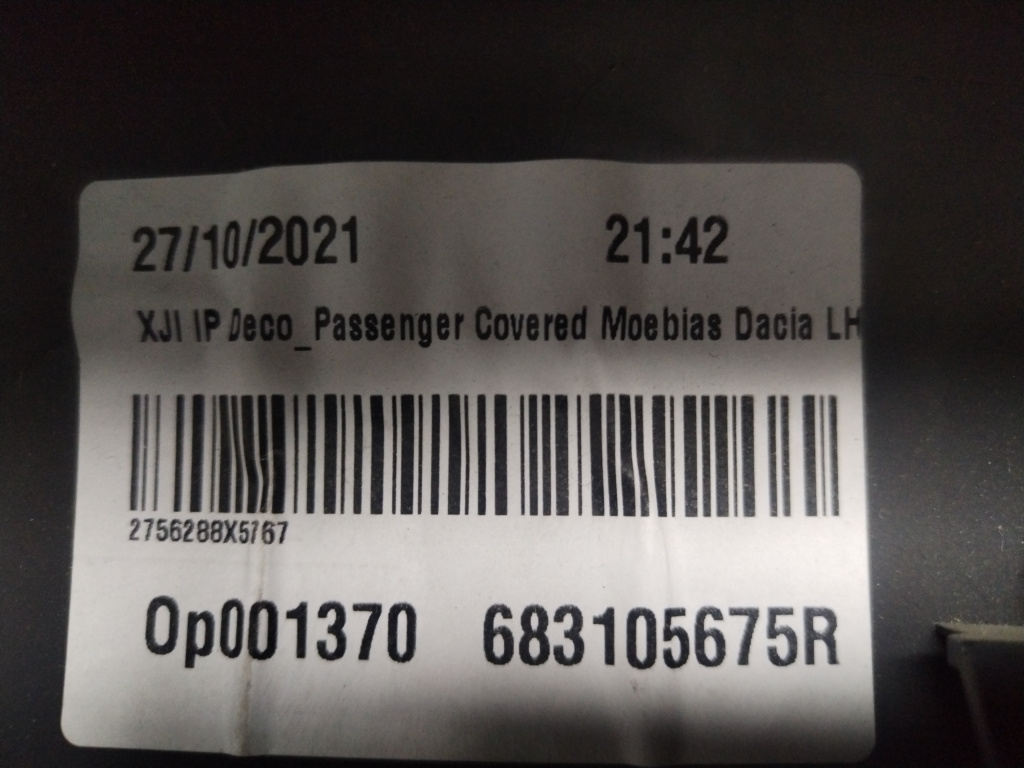 27/10/2021 21:42
XJI IP Deco_Passenger Covered Moebias Dacia LH
2756288X5767
Op001370 683105675R